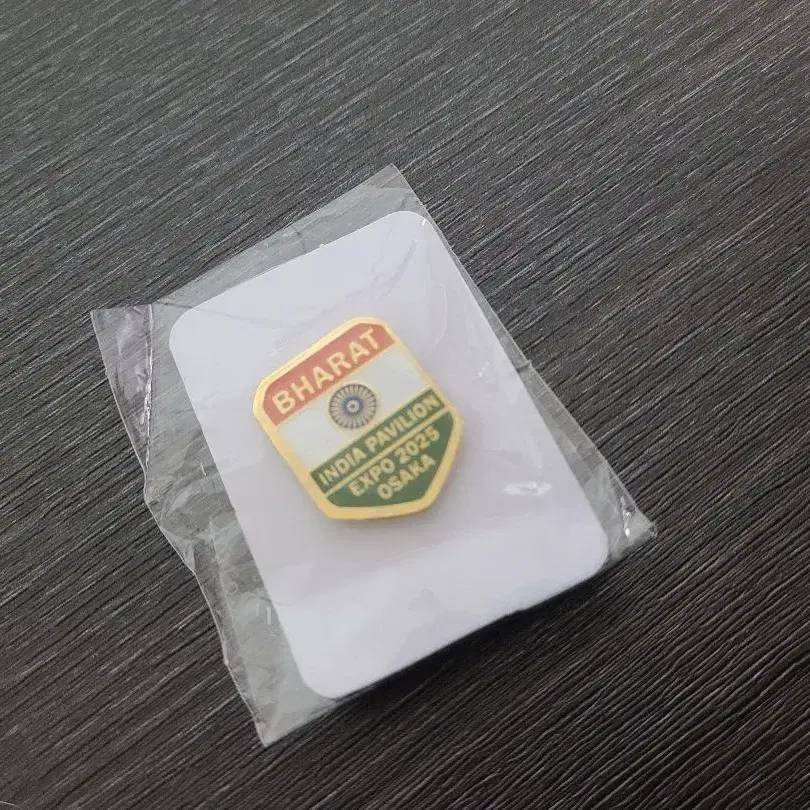 BHARAT
INDIA PAVILION
EXPO 2025
OSAKA